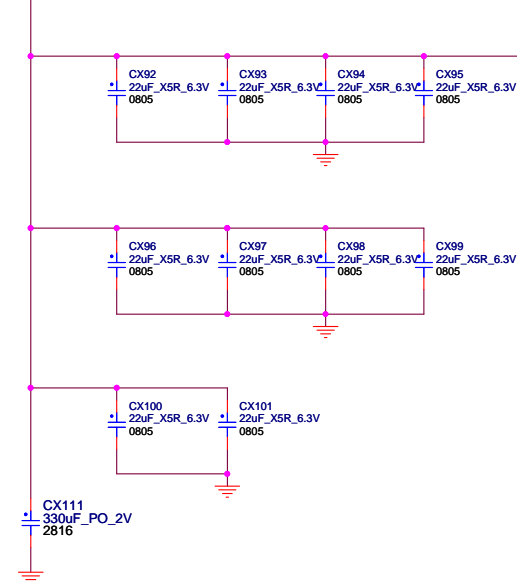 CX92
22uF_X5R_6.3V
0805
CX93
22uF_X5R_6.3V
0805
CX94
22uF_X5R_6.3V
0805
CX95
22uF_X5R_6.3V
0805
CX96
22uF_X5R_6.3V
0805
CX97
22uF_X5R_6.3V
0805
CX98
22uF_X5R_6.3V
0805
CX99
22uF_X5R_6.3V
0805
CX100
22uF_X5R_6.3V
0805
CX101
22uF_X5R_6.3V
0805
CX111
330uF_PO_2V
2816